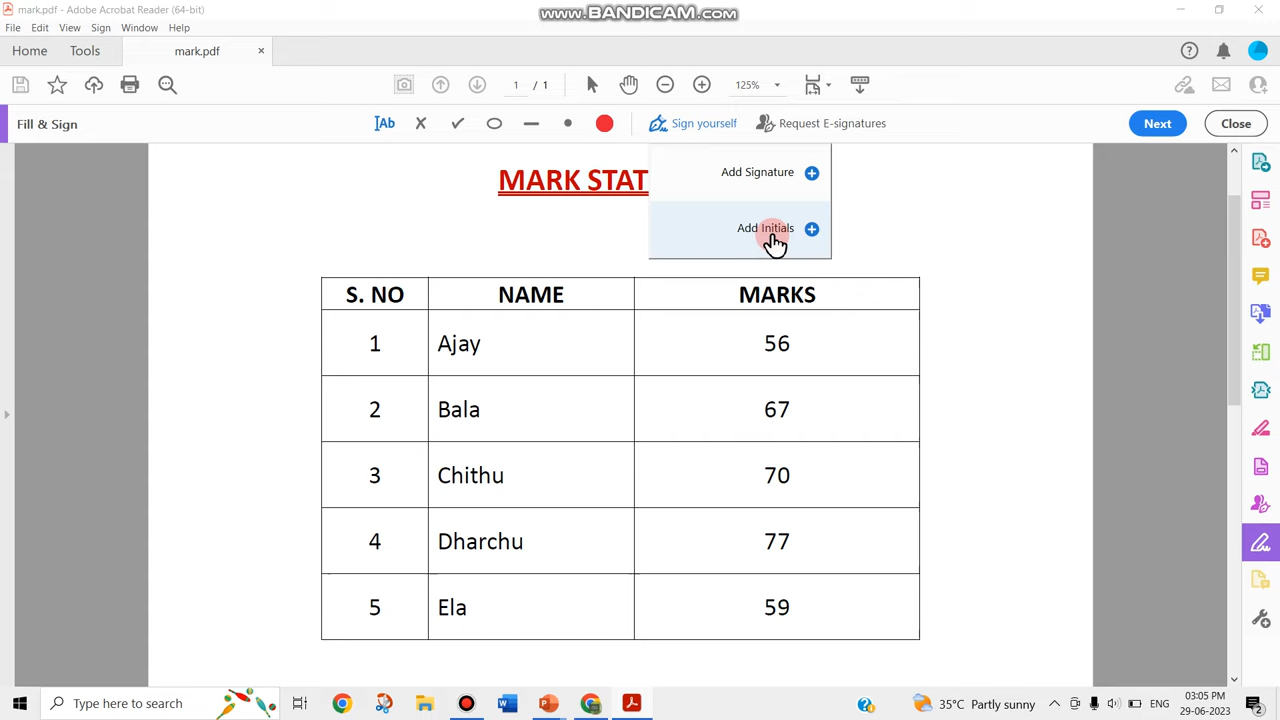 mark.pdf - Adobe Acrobat Reader (64-bit)
www.BANDICAM.com
File Edit View Sign Window Help
Home Tools mark.pdf ×
1 / 1 125%
Fill & Sign Ab Sign yourself Request E-signatures Next Close
MARK STAT
Add Signature
Add Initials
S. NO NAME MARKS
1 Ajay 56
2 Bala 67
3 Chithu 70
4 Dharchu 77
5 Ela 59
Type here to search
35°C Partly sunny
ENG
03:05 PM
29-06-2023
2